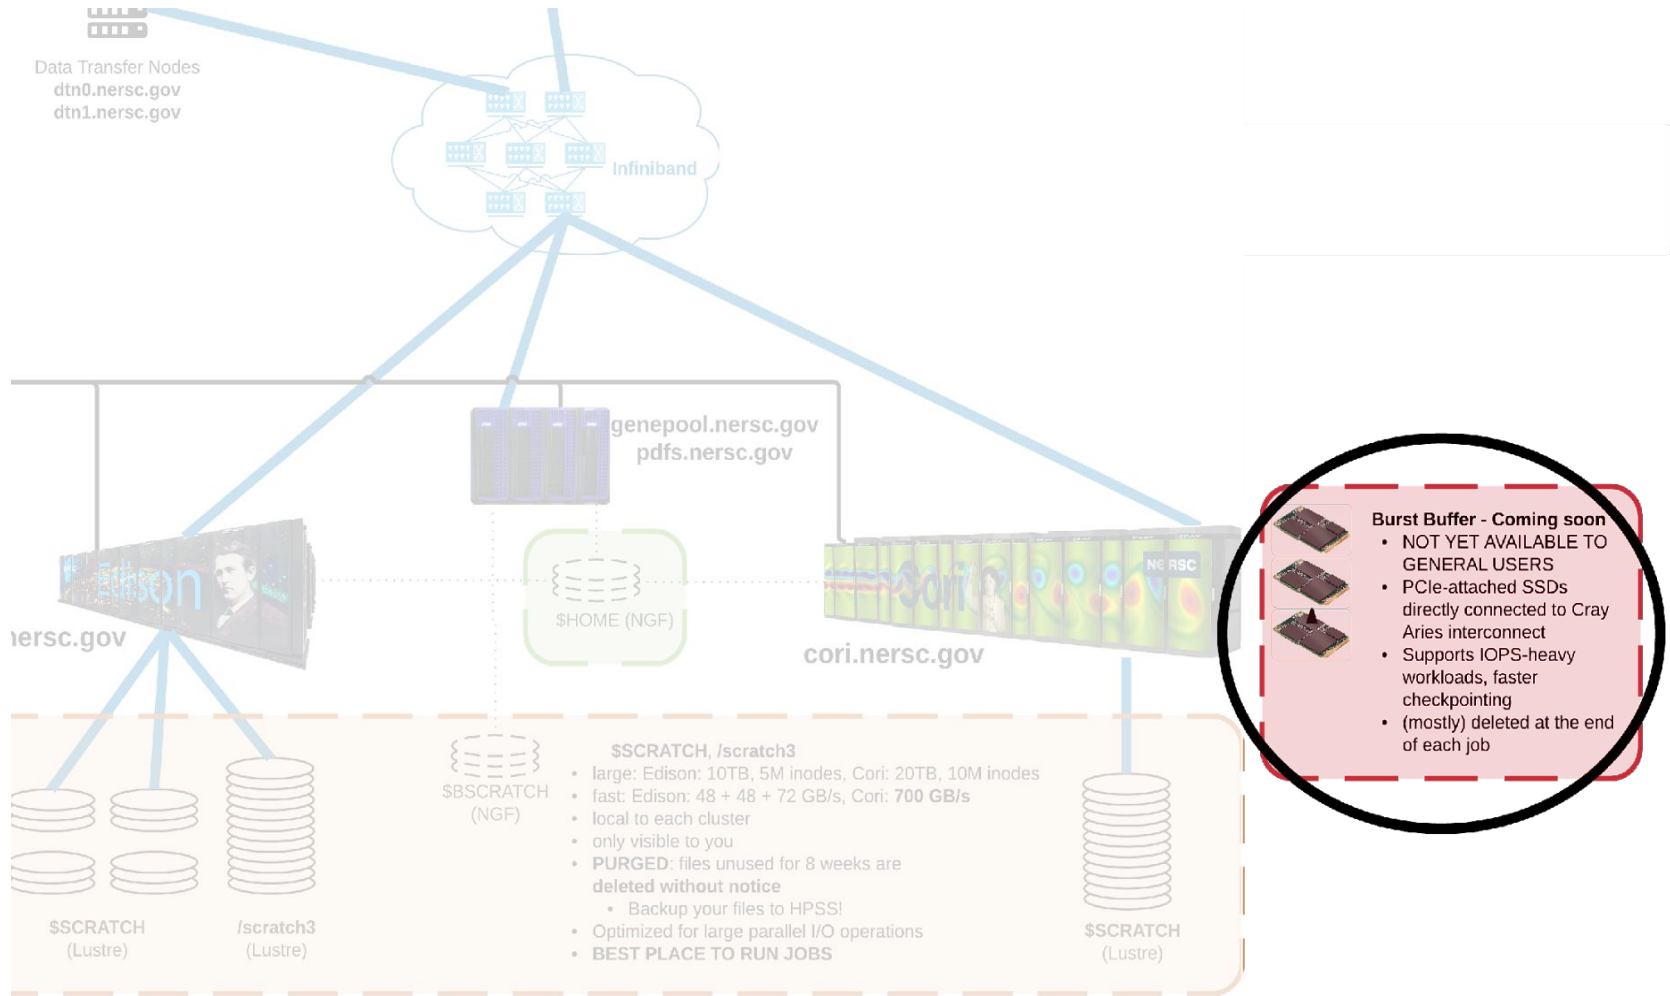 Data Transfer Nodes
dtn0.nersc.gov
dtn1.nersc.gov
Infiniband
genepool.nersc.gov
pdfs.nersc.gov
Edison
nersc.gov
$HOME (NGF)
Cori
NERSC
cori.nersc.gov
Burst Buffer - Coming soon
• NOT YET AVAILABLE TO
GENERAL USERS
• PCIe-attached SSDs
directly connected to Cray
Aries interconnect
• Supports IOPS-heavy
workloads, faster
checkpointing
• (mostly) deleted at the end
of each job
$BSCRATCH
(NGF)
$SCRATCH, /scratch3
• large: Edison: 10TB, 5M inodes, Cori: 20TB, 10M inodes
• fast: Edison: 48 + 48 + 72 GB/s, Cori: 700 GB/s
• local to each cluster
• only visible to you
• PURGED: files unused for 8 weeks are
deleted without notice
• Backup your files to HPSS!
• Optimized for large parallel I/O operations
• BEST PLACE TO RUN JOBS
$SCRATCH
(Lustre)
/scratch3
(Lustre)
$SCRATCH
(Lustre)